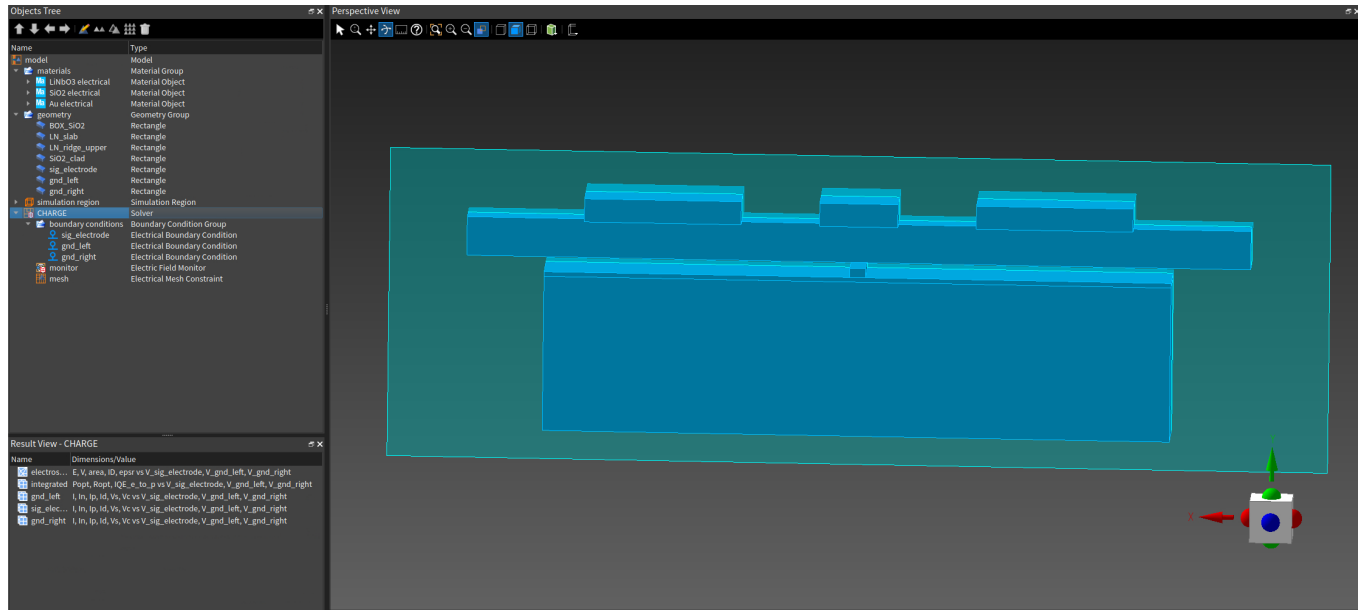 Objects Tree
Perspective View
Name Type
model Model
materials Material Group
LiNbO3 electrical Material Object
SiO2 electrical Material Object
Au electrical Material Object
geometry Geometry Group
BOX_SiO2 Rectangle
LN_slab Rectangle
LN_ridge_upper Rectangle
SiO2_clad Rectangle
sig_electrode Rectangle
gnd_left Rectangle
gnd_right Rectangle
simulation region Simulation Region
CHARGE Solver
boundary conditions Boundary Condition Group
sig_electrode Electrical Boundary Condition
gnd_left Electrical Boundary Condition
gnd_right Electrical Boundary Condition
monitor Electric Field Monitor
mesh Electrical Mesh Constraint
Result View - CHARGE
Name Dimensions/Value
electros... E, V, area, ID, epsr vs V_sig_electrode, V_gnd_left, V_gnd_right
integrated Popt, Ropt, IQE_e_to_p vs V_sig_electrode, V_gnd_left, V_gnd_right
gnd_left I, In, Ip, Id, Vs, Vc vs V_sig_electrode, V_gnd_left, V_gnd_right
sig_elec... I, In, Ip, Id, Vs, Vc vs V_sig_electrode, V_gnd_left, V_gnd_right
gnd_right I, In, Ip, Id, Vs, Vc vs V_sig_electrode, V_gnd_left, V_gnd_right
X